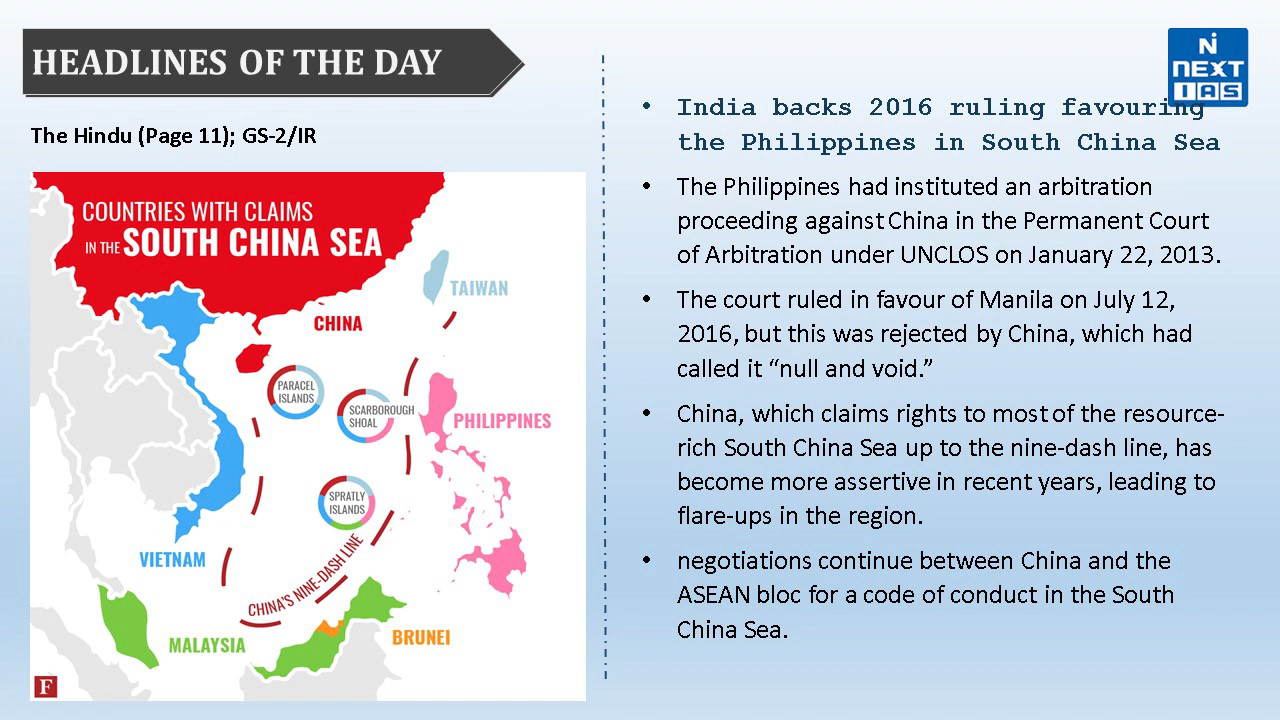 HEADLINES OF THE DAY
The Hindu (Page 11); GS-2/IR
COUNTRIES WITH CLAIMS
IN THE SOUTH CHINA SEA
TAIWAN
CHINA
PARACEL
ISLANDS
SCARBOROUGH
SHOAL
PHILIPPINES
SPRATLY
ISLANDS
VIETNAM
CHINA'S NINE-DASH LINE
MALAYSIA
BRUNEI
F
N
NEXT
IAS
• India backs 2016 ruling favouring
the Philippines in South China Sea
• The Philippines had instituted an arbitration
proceeding against China in the Permanent Court
of Arbitration under UNCLOS on January 22, 2013.
• The court ruled in favour of Manila on July 12,
2016, but this was rejected by China, which had
called it “null and void.”
• China, which claims rights to most of the resource-
rich South China Sea up to the nine-dash line, has
become more assertive in recent years, leading to
flare-ups in the region.
• negotiations continue between China and the
ASEAN bloc for a code of conduct in the South
China Sea.